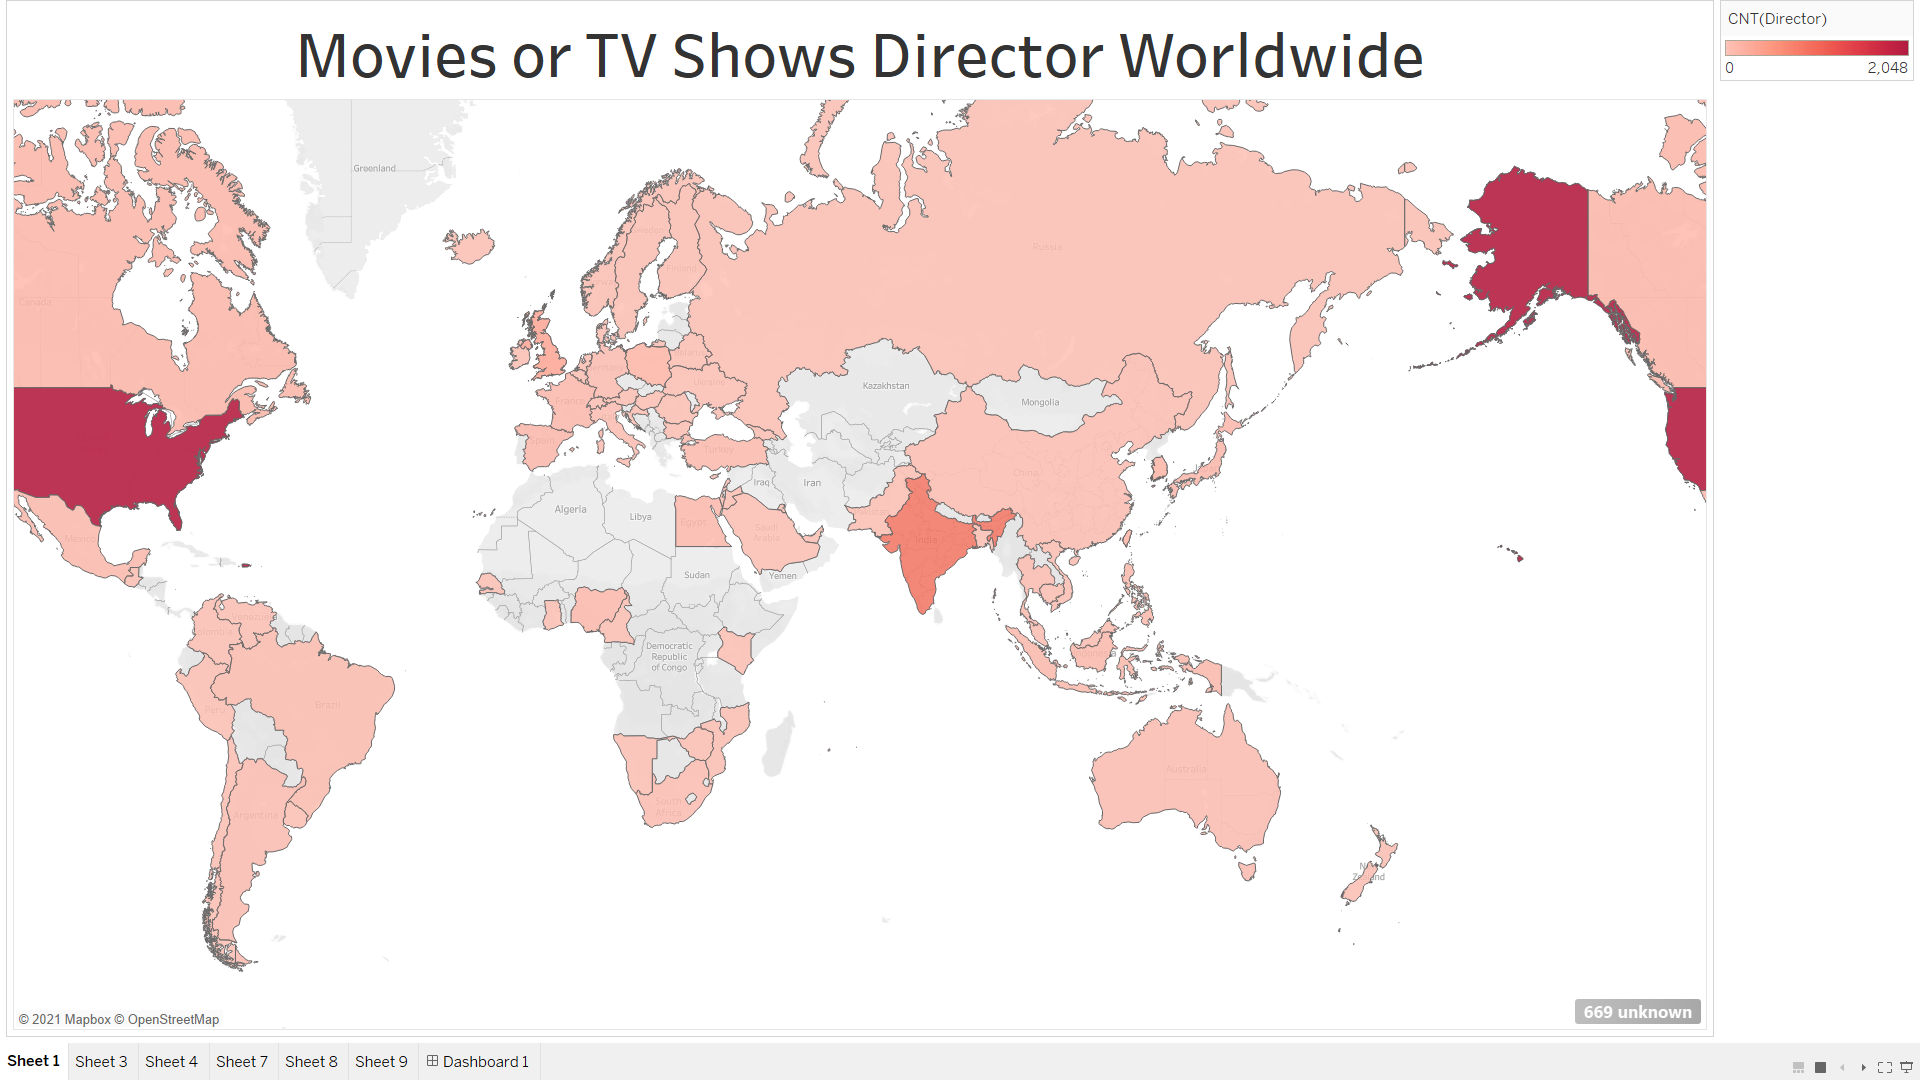 Movies or TV Shows Director Worldwide
CNT(Director)
0 2,048
Greenland
Russia
Canada
Finland
Kazakhstan
Mongolia
Ukraine
France
Spain
Turkey
China
Iraq
Iran
Algeria
Libya
Egypt
Saudi
Arabia
Mexico
India
Sudan
Yemen
Venezuela
Colombia
Democratic
Republic
of Congo
Brazil
Peru
Australia
South
Africa
Argentina
New
Zealand
© 2021 Mapbox © OpenStreetMap
669 unknown
Sheet 1 Sheet 3 Sheet 4 Sheet 7 Sheet 8 Sheet 9 Dashboard 1